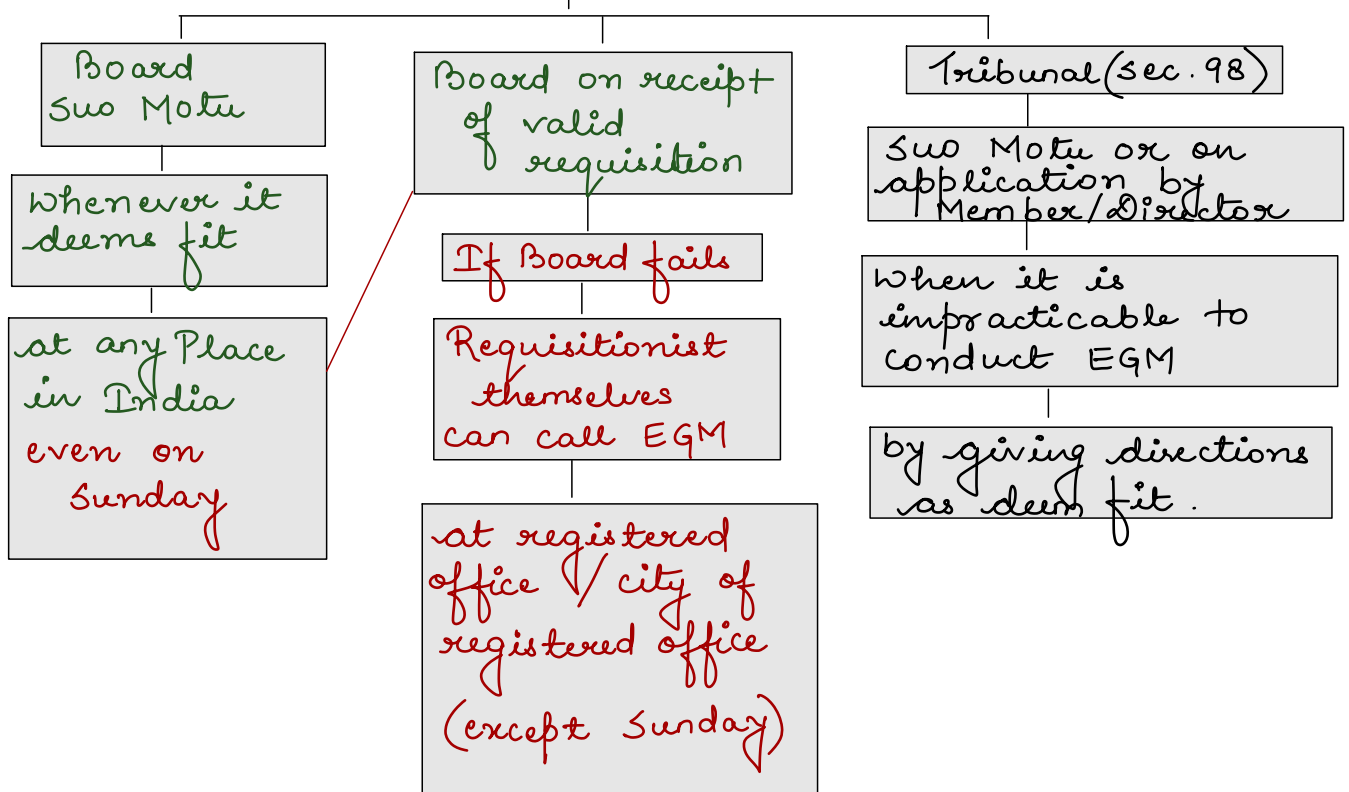 Board
Suo Motu
Whenever it
deems fit
at any Place
in India
even on
Sunday
Board on receipt
of valid
requisition
If Board fails
Requisitionist
themselves
can call EGM
at registered
office / city of
registered office
(except Sunday)
Tribunal (sec. 98)
Suo Motu or on
application by
Member/Director
When it is
impracticable to
conduct EGM
by giving directions
as deem fit.